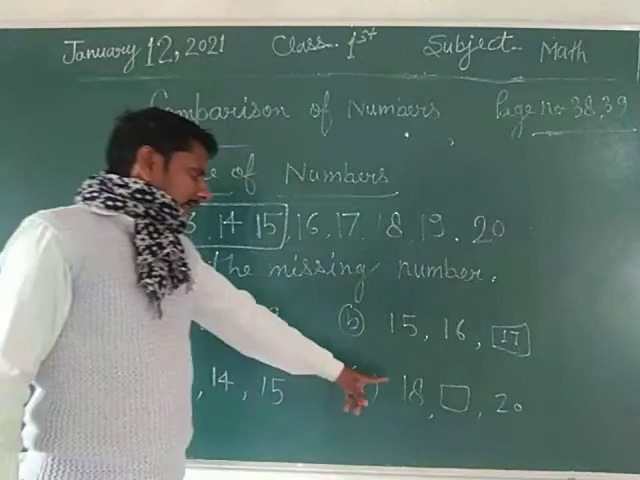 January 12, 2021 Class- 1st Subject- Math
Comparison of Numbers Page no 38,39
of Numbers
14 15, 16, 17, 18, 19, 20
the missing number.
(b) 15, 16, 17
, 14, 15 18, , 20